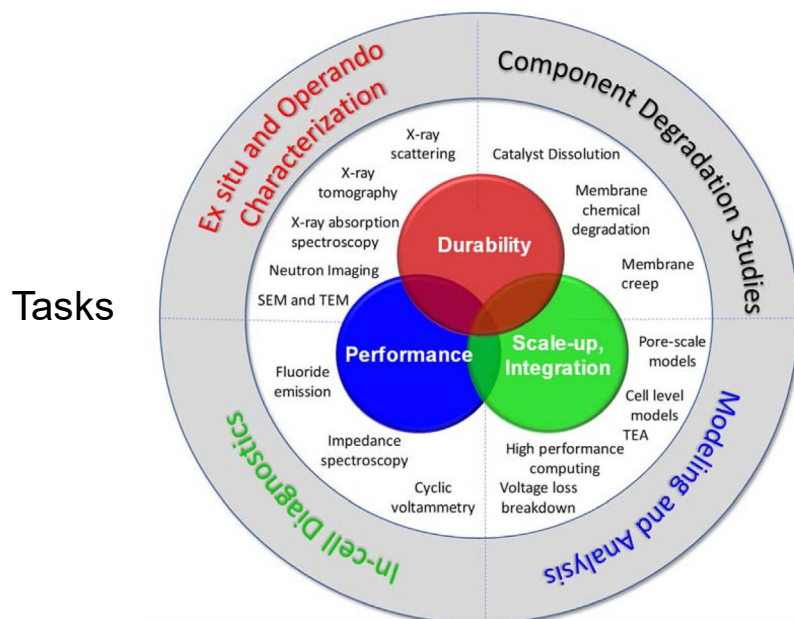 Tasks
Ex situ and Operando
Characterization
Component Degradation Studies
X-ray
scattering
X-ray
tomography
X-ray absorption
spectroscopy
Neutron Imaging
SEM and TEM
Catalyst Dissolution
Membrane
chemical
degradation
Membrane
creep
Durability
Performance
Scale-up,
Integration
Fluoride
emission
Impedance
spectroscopy
Cyclic
voltammetry
Pore-scale
models
Cell level
models
TEA
High performance
computing
Voltage loss
breakdown
In-cell Diagnostics
Modeling and Analysis